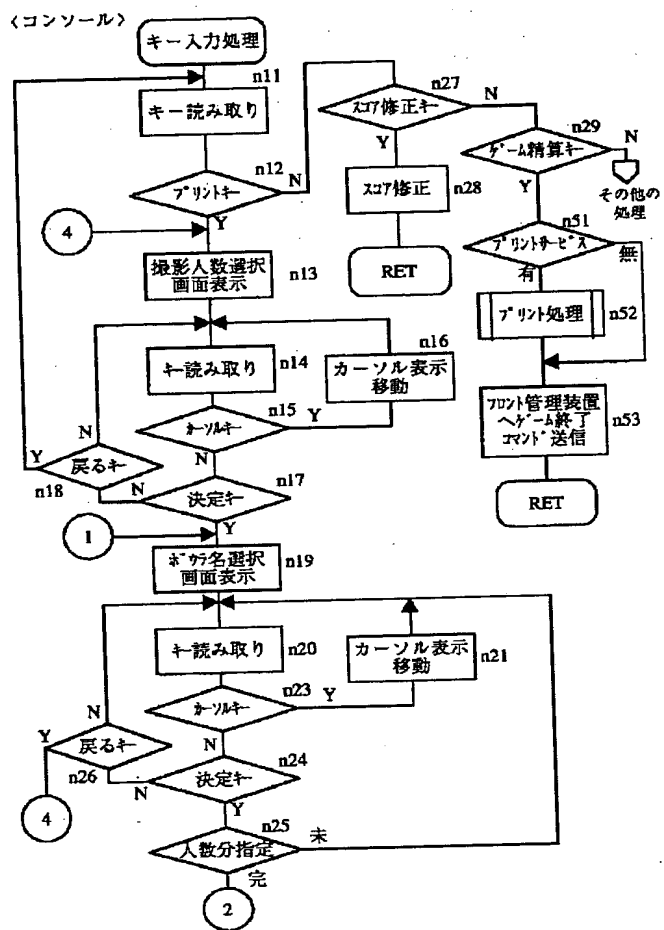 〈コンソール〉
キー入力処理
n11
キー読み取り
n12
プリントキー
N
Y
4
撮影人数選択
画面表示
n13
キー読み取り
n14
n16
カーソル表示
移動
n15
カーソルキー
Y
N
n17
決定キー
N
Y
N
Y
戻るキー
n18
1
ボウラ名選択
画面表示
n19
キー読み取り
n20
カーソル表示
移動
n21
n23
カーソルキー
Y
N
n24
決定キー
N
Y
N
Y
戻るキー
n26
4
n25
人数分指定
未
完
2
n27
スコア修正キー
N
Y
スコア修正
n28
RET
n29
ゲーム精算キー
N
Y
その他の
処理
n51
プリントサービス
無
有
プリント処理
n52
フロント管理装置
へゲーム終了
コマンド送信
n53
RET